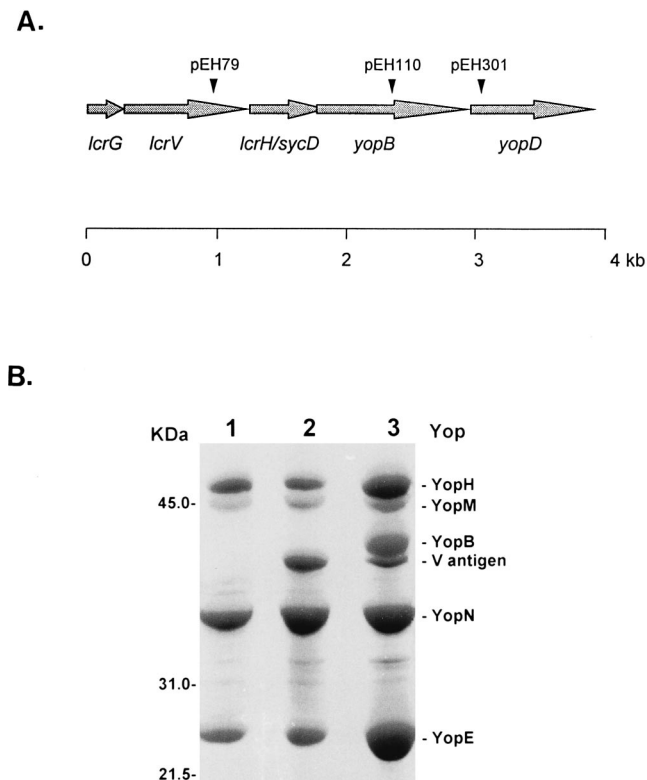 A.
pEH79 pEH110 pEH301
lcrG lcrV lcrH/sycD yopB yopD
0 1 2 3 4 kb
B.
KDa 1 2 3 Yop
- YopH
45.0-
- YopM
- YopB
- V antigen
- YopN
31.0-
- YopE
21.5-